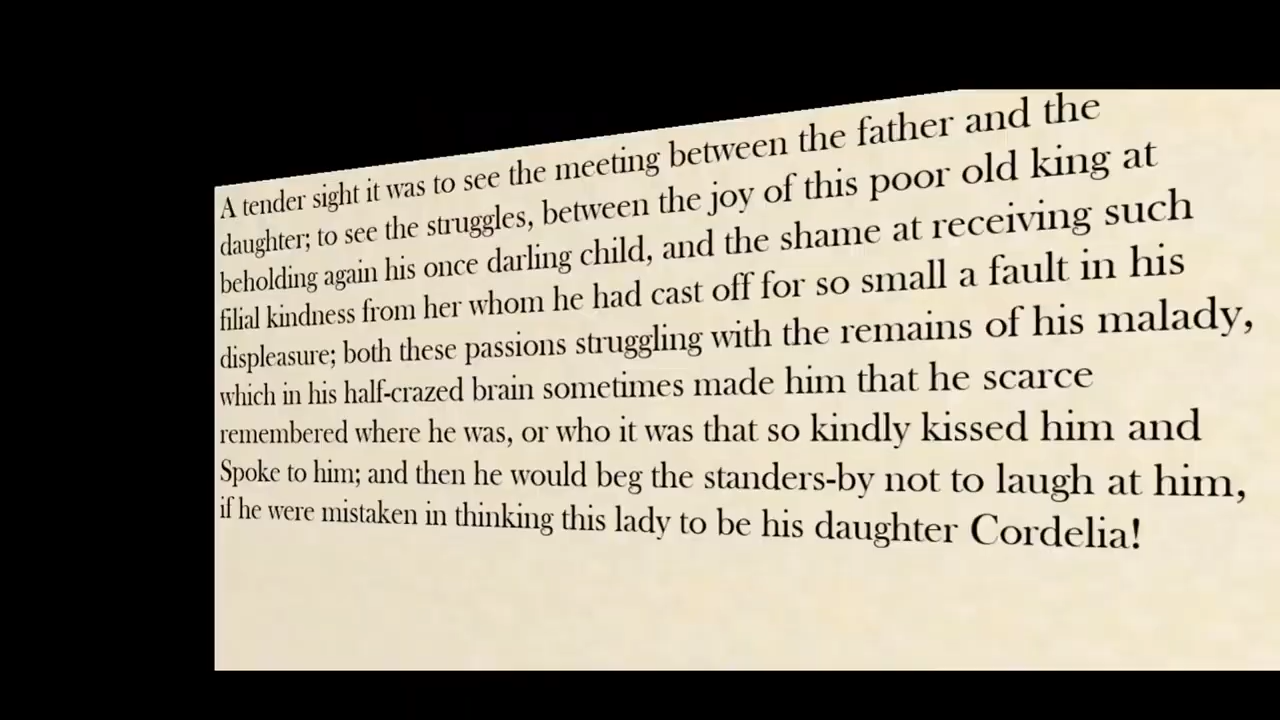 A tender sight it was to see the meeting between the father and the
daughter; to see the struggles, between the joy of this poor old king at
beholding again his once darling child, and the shame at receiving such
filial kindness from her whom he had cast off for so small a fault in his
displeasure; both these passions struggling with the remains of his malady,
which in his half-crazed brain sometimes made him that he scarce
remembered where he was, or who it was that so kindly kissed him and
Spoke to him; and then he would beg the standers-by not to laugh at him,
if he were mistaken in thinking this lady to be his daughter Cordelia!